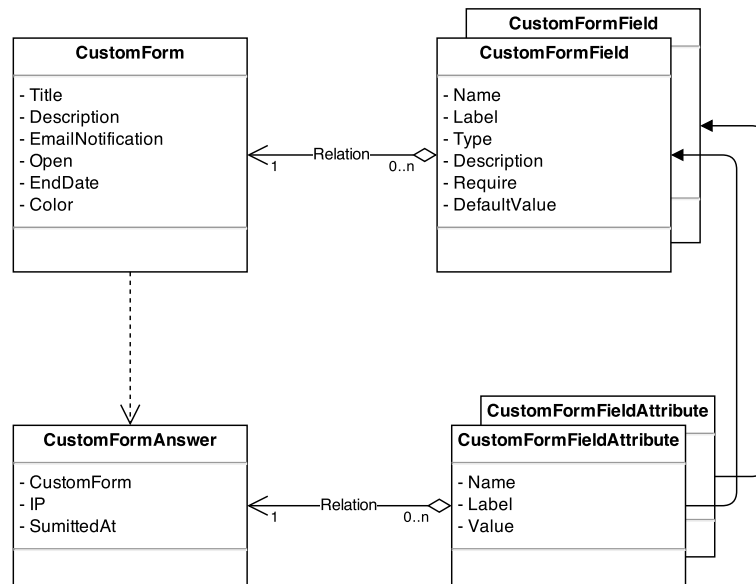 CustomFormField
CustomForm
CustomFormField
- Title
- Description
- EmailNotification
- Open
- EndDate
- Color
Relation
1
0..n
- Name
- Label
- Type
- Description
- Require
- DefaultValue
CustomFormFieldAttribute
CustomFormAnswer
CustomFormFieldAttribute
- CustomForm
- IP
- SumittedAt
Relation
1
0..n
- Name
- Label
- Value